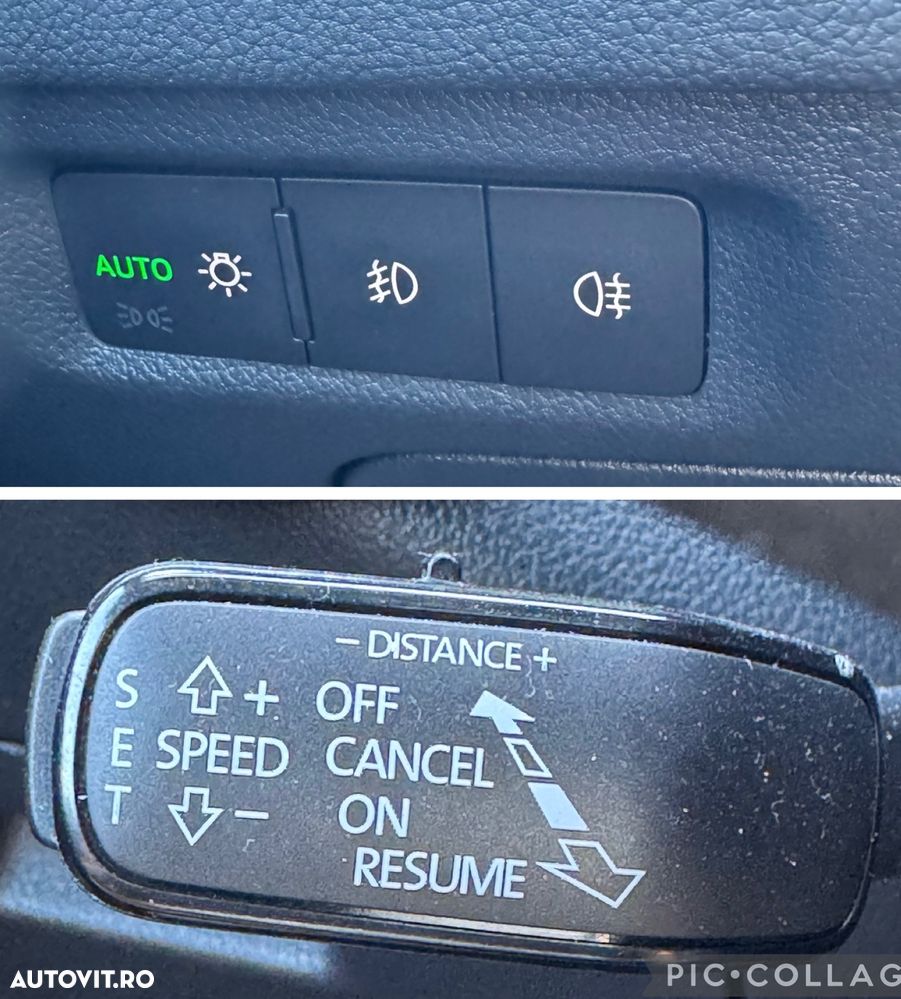 AUTO
- DISTANCE +
S
E
T
+
SPEED
-
OFF
CANCEL
ON
RESUME
AUTOVIT.RO
PIC•COLLAG